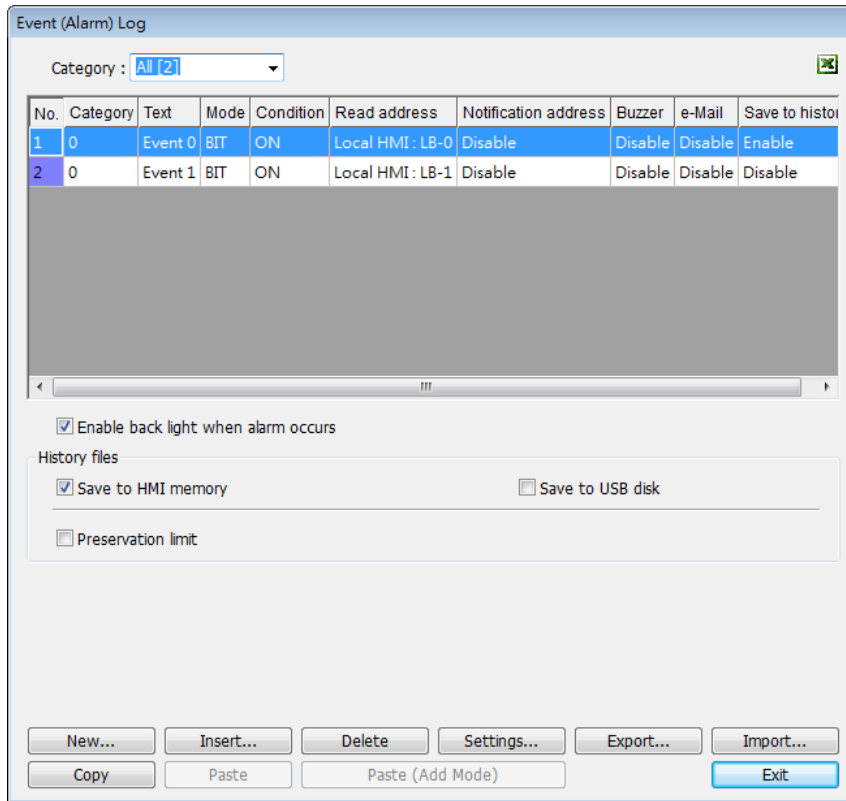 Event (Alarm) Log
Category : All [2]
No. Category Text Mode Condition Read address Notification address Buzzer e-Mail Save to histor
1 0 Event 0 BIT ON Local HMI : LB-0 Disable Disable Disable Enable
2 0 Event 1 BIT ON Local HMI : LB-1 Disable Disable Disable Disable
Enable back light when alarm occurs
History files
Save to HMI memory Save to USB disk
Preservation limit
New... Insert... Delete Settings... Export... Import...
Copy Paste Paste (Add Mode) Exit